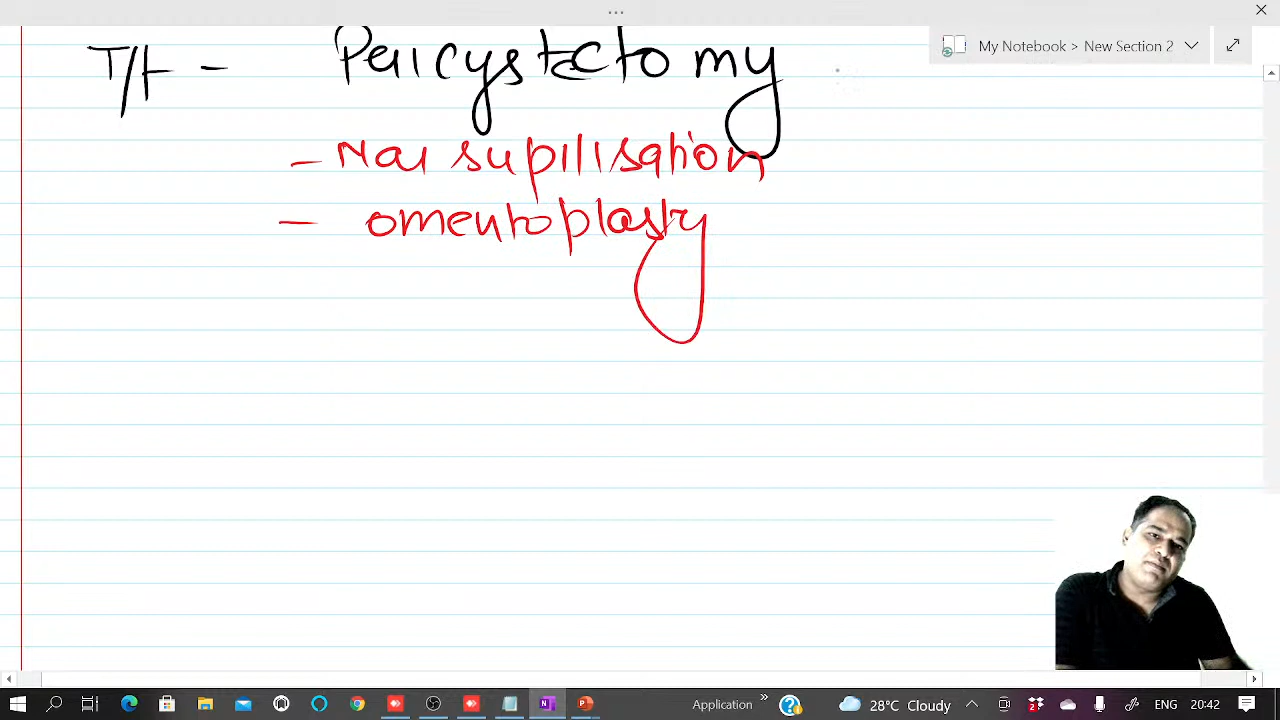 My Notebook > New Section 2
T/t - Pericystectomy
- Marsupilisation
- omentoplasty
Application
28°C Cloudy
ENG
20:42